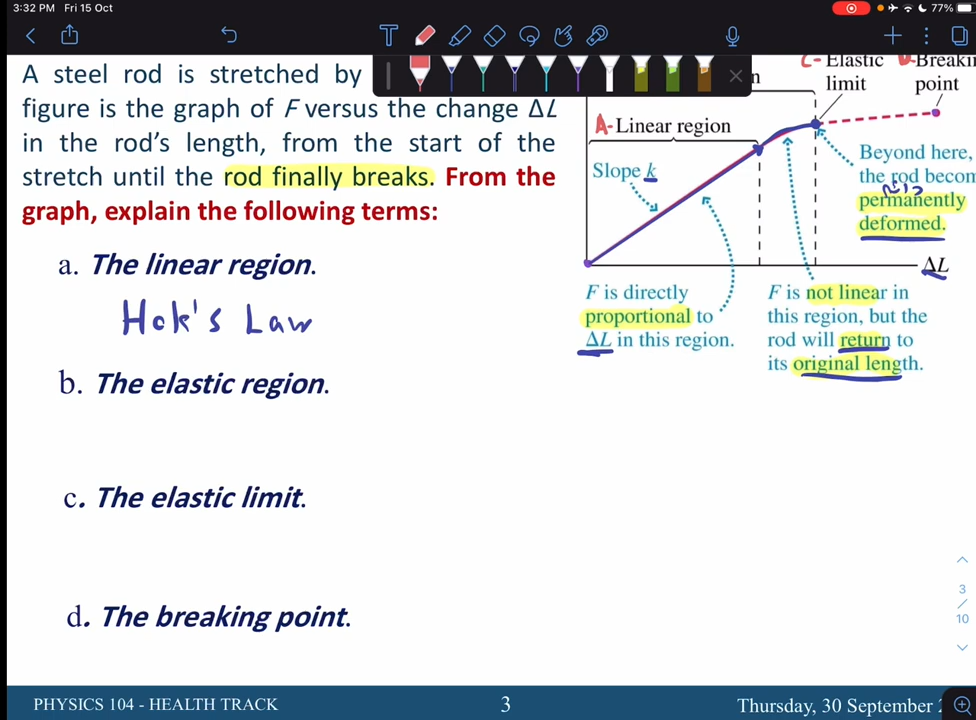 3:32 PM Fri 15 Oct
77%
A steel rod is stretched by
figure is the graph of F versus the change ΔL
in the rod's length, from the start of the
stretch until the rod finally breaks. From the
graph, explain the following terms:
a. The linear region.
Hok's Law
b. The elastic region.
c. The elastic limit.
d. The breaking point.
C- Elastic
limit
Breaki
point
A-Linear region
Slope k
Beyond here,
the rod becom
permanently
deformed.
ΔL
F is directly
proportional to
ΔL in this region.
F is not linear in
this region, but the
rod will return to
its original length.
3
/
10
PHYSICS 104 - HEALTH TRACK
3
Thursday, 30 September